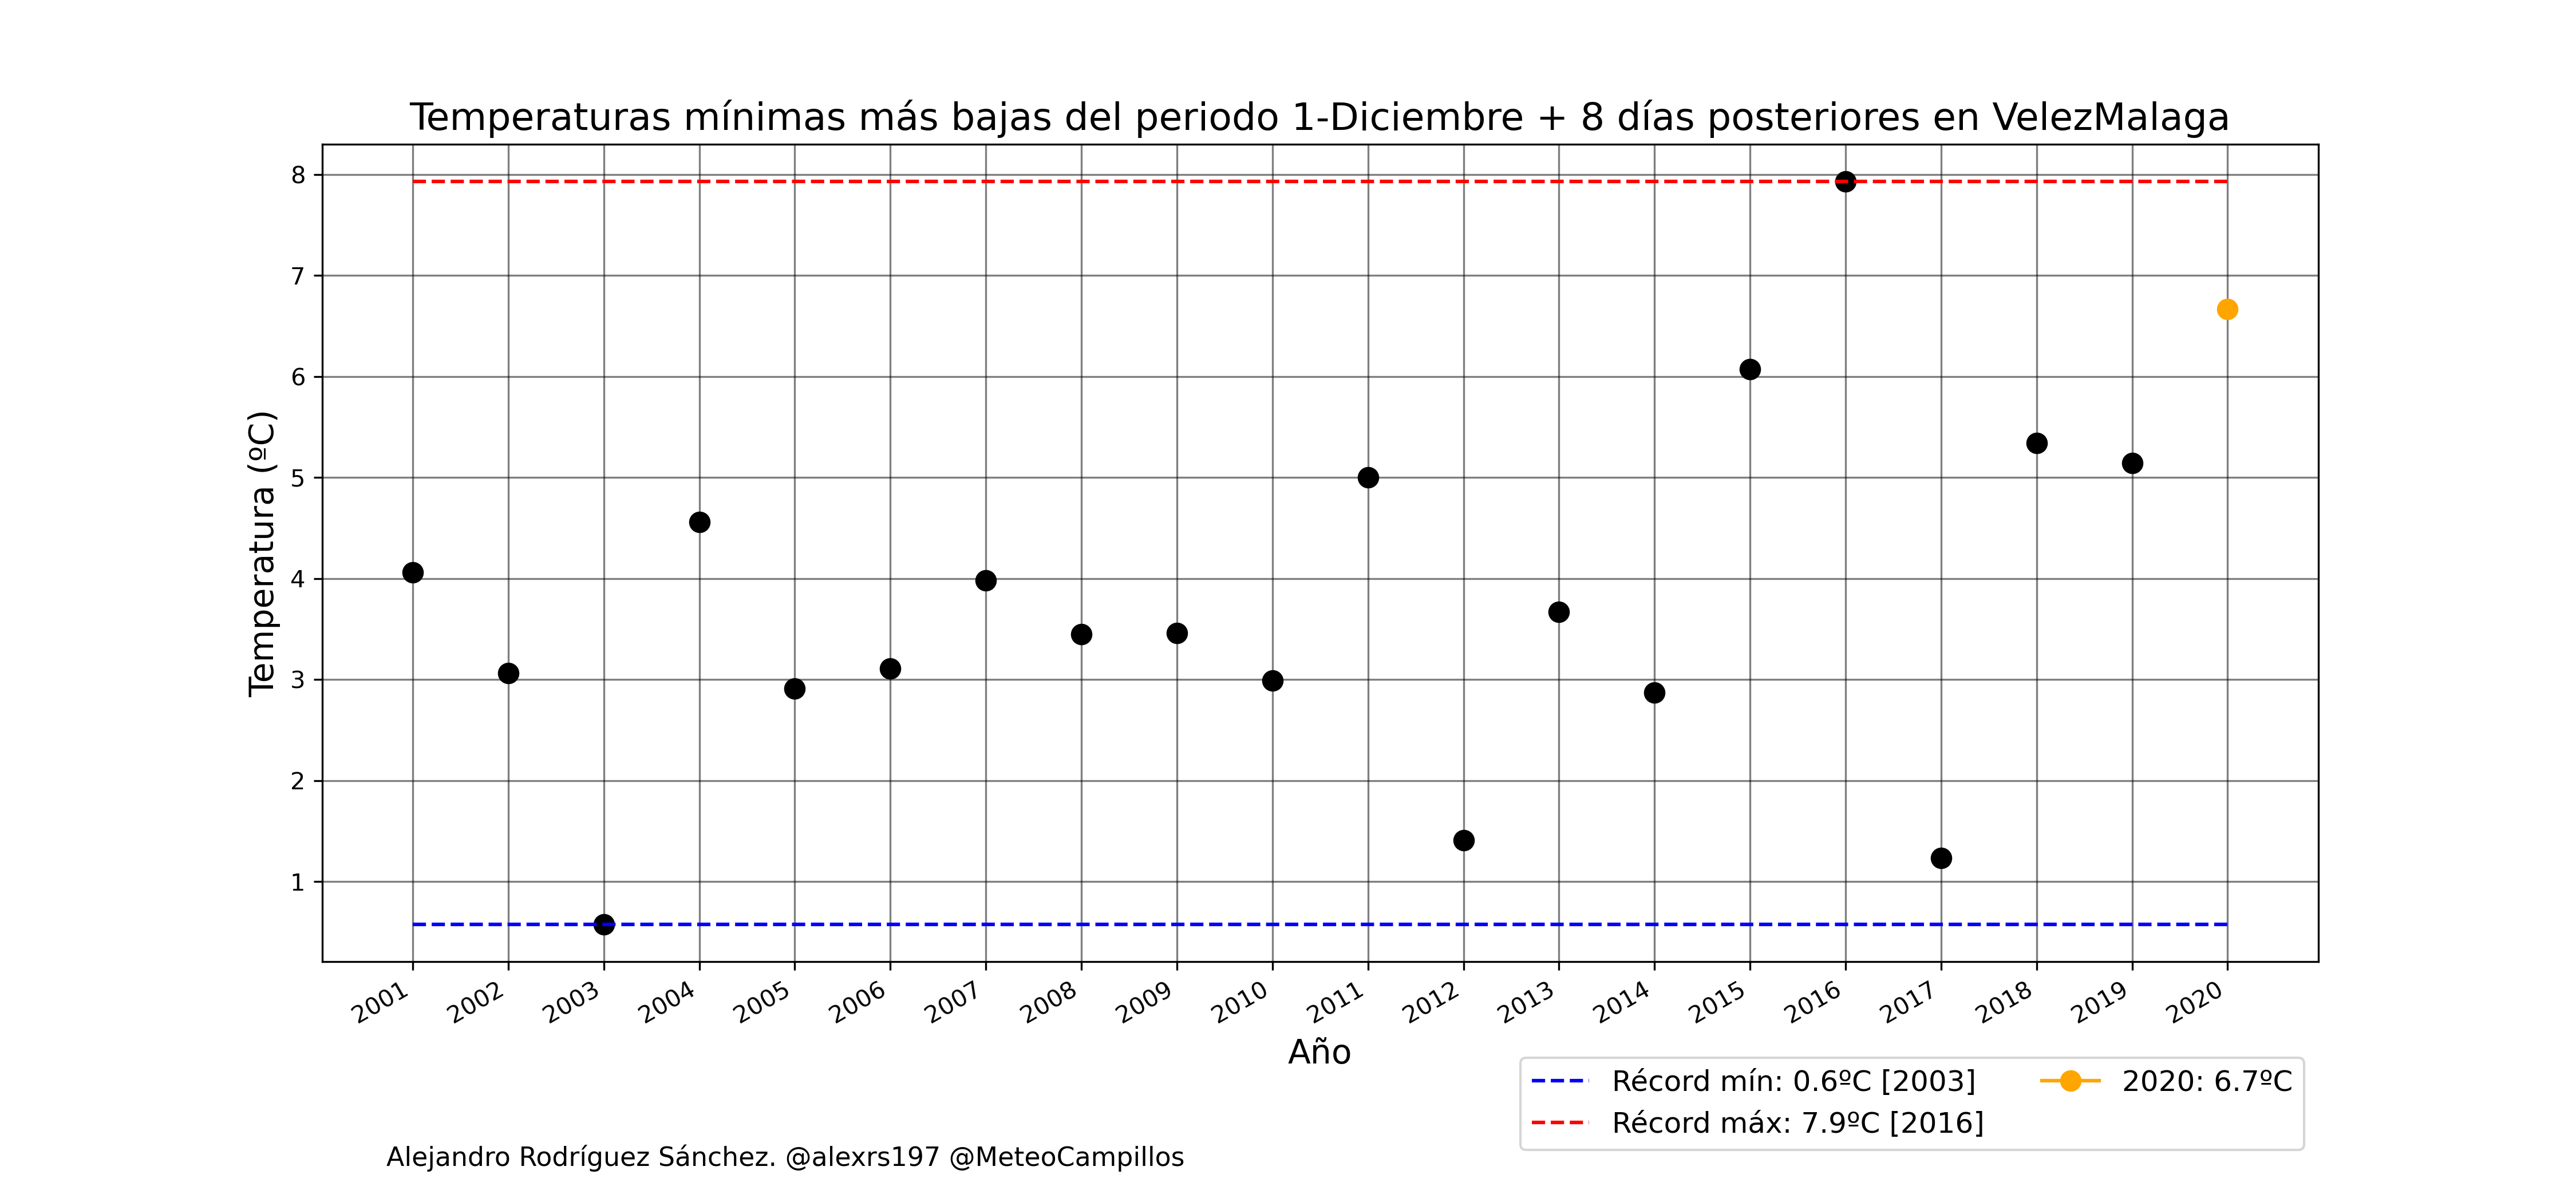 Temperaturas mínimas más bajas del periodo 1-Diciembre + 8 días posteriores en VelezMalaga
Temperatura (ºC)
8
7
6
5
4
3
2
1
2001 2002 2003 2004 2005 2006 2007 2008 2009 2010 2011 2012 2013 2014 2015 2016 2017 2018 2019 2020
Año
Récord mín: 0.6ºC [2003]
Récord máx: 7.9ºC [2016]
2020: 6.7ºC
Alejandro Rodríguez Sánchez. @alexrs197 @MeteoCampillos